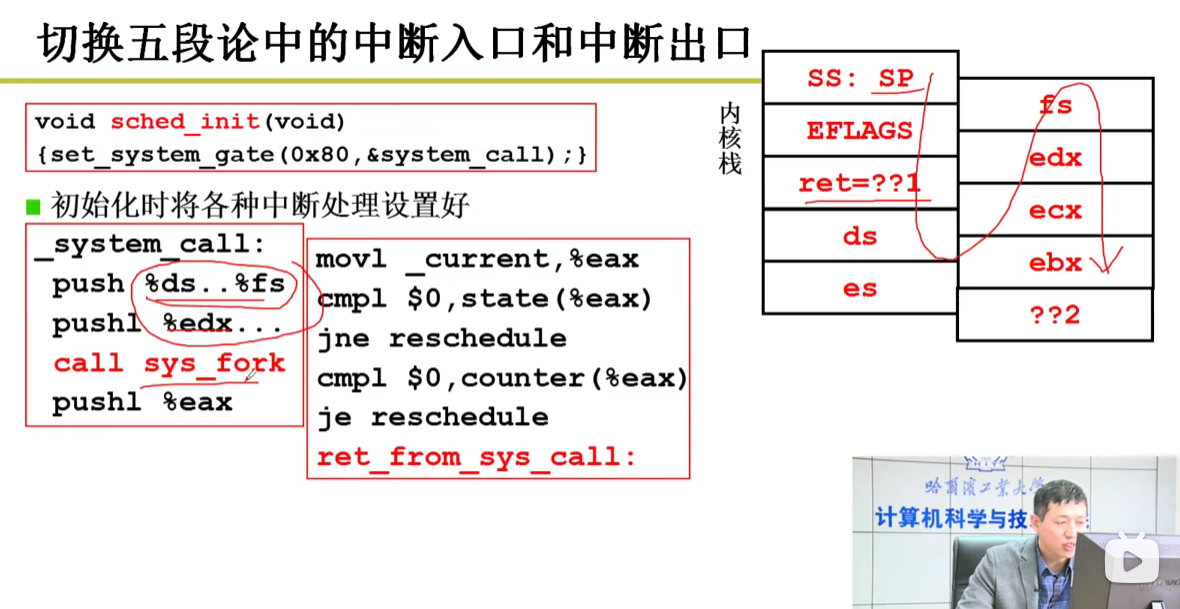 切换五段论中的中断入口和中断出口
void sched_init(void)
{set_system_gate(0x80,&system_call);}
初始化时将各种中断处理设置好
_system_call:
push %ds..%fs
pushl %edx...
call sys_fork
pushl %eax
movl _current,%eax
cmpl $0,state(%eax)
jne reschedule
cmpl $0,counter(%eax)
je reschedule
ret_from_sys_call:
内核栈
SS: SP
EFLAGS
ret=??1
ds
es
fs
edx
ecx
ebx
??2
哈尔滨工业大学
计算机科学与技